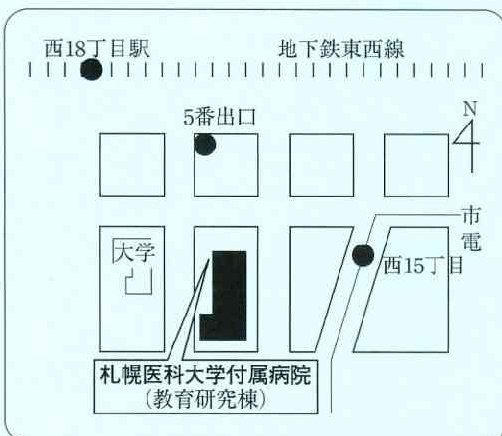 西18丁目駅
地下鉄東西線
5番出口
N
市電
大学
西15丁目
札幌医科大学付属病院
(教育研究棟)